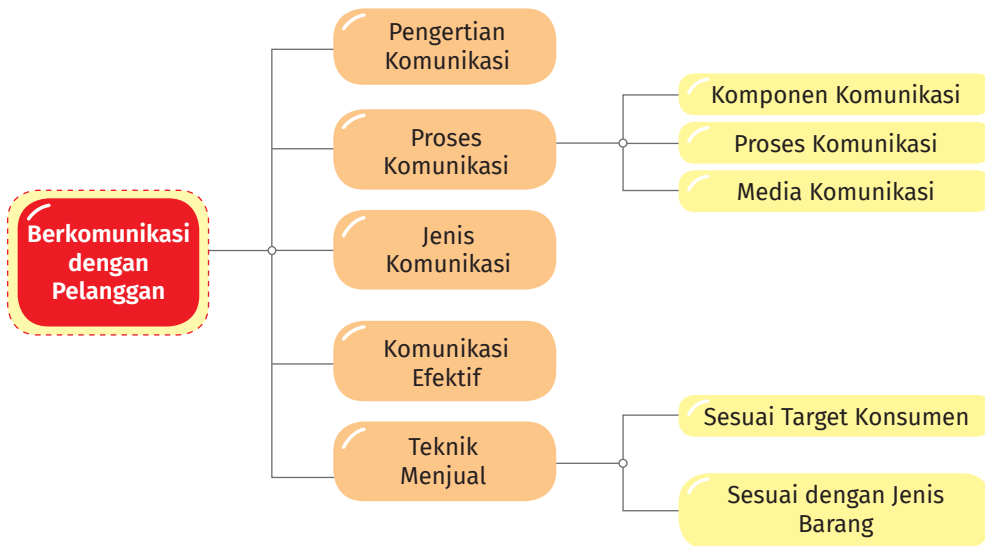 Berkomunikasi
dengan
Pelanggan
Pengertian
Komunikasi
Proses
Komunikasi
Komponen Komunikasi
Proses Komunikasi
Media Komunikasi
Jenis
Komunikasi
Komunikasi
Efektif
Teknik
Menjual
Sesuai Target Konsumen
Sesuai dengan Jenis
Barang